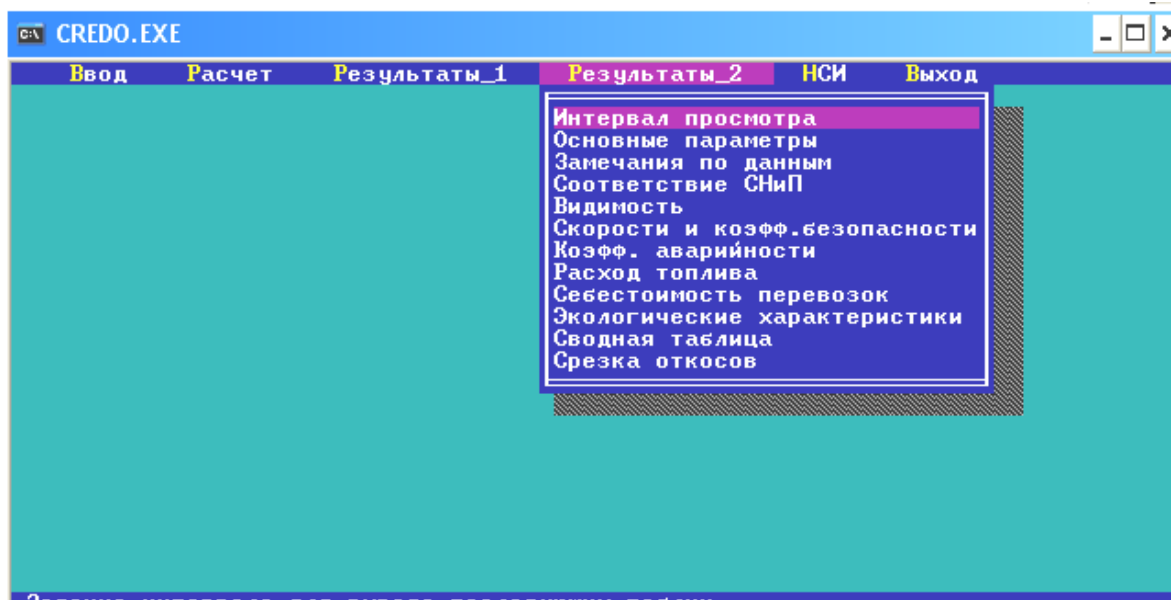 CREDO.EXE
Ввод Расчет Результаты_1 Результаты_2 НСИ Выход
Интервал просмотра
Основные параметры
Замечания по данным
Соответствие СНиП
Видимость
Скорости и коэфф.безопасности
Коэфф. аварийности
Расход топлива
Себестоимость перевозок
Экологические характеристики
Сводная таблица
Срезка откосов